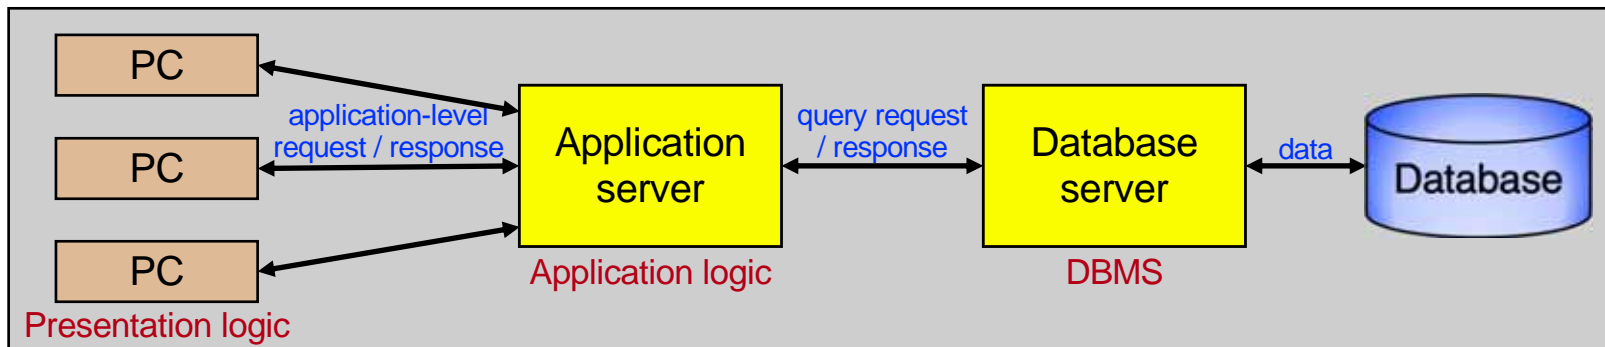 PC
PC
PC
Presentation logic
application-level
request / response
Application
server
Application logic
query request
/ response
Database
server
DBMS
data
Database